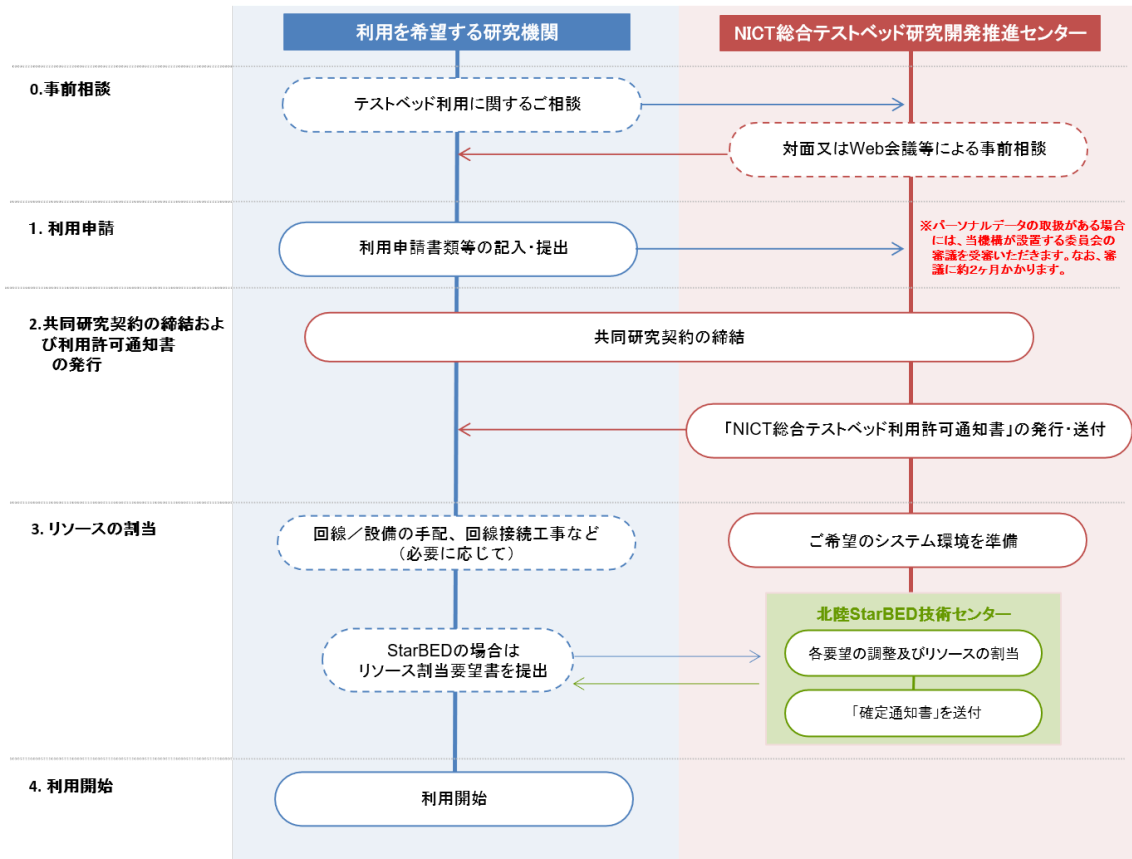 利用を希望する研究機関
NICT総合テストベッド研究開発推進センター
0.事前相談
テストベッド利用に関するご相談
対面又はWeb会議等による事前相談
1. 利用申請
利用申請書類等の記入・提出
※パーソナルデータの取扱がある場合
には、当機構が設置する委員会の
審議を受審いただきます。なお、審
議に約2ヶ月かかります。
2.共同研究契約の締結およ
び利用許可通知書
の発行
共同研究契約の締結
「NICT総合テストベッド利用許可通知書」の発行・送付
3. リソースの割当
回線／設備の手配、回線接続工事など
（必要に応じて）
ご希望のシステム環境を準備
北陸StarBED技術センター
StarBEDの場合は
リソース割当要望書を提出
各要望の調整及びリソースの割当
「確定通知書」を送付
4. 利用開始
利用開始